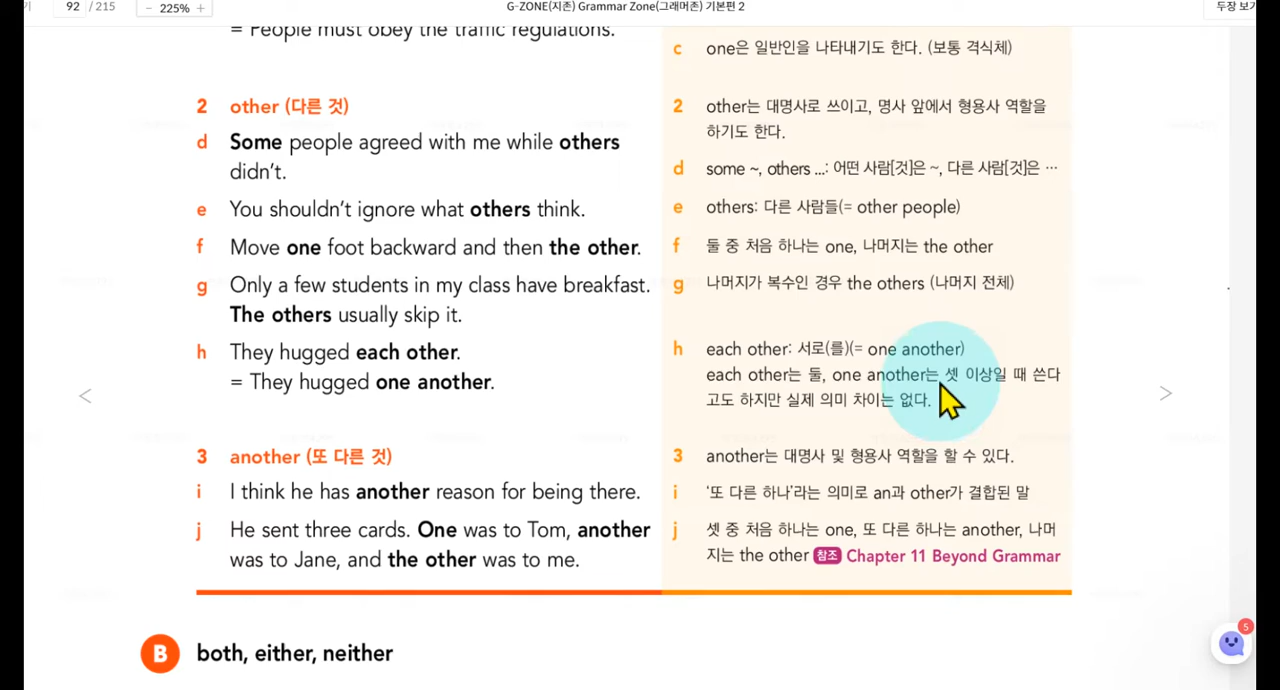 92 / 215
− 225% +
G-ZONE(지존) Grammar Zone(그래머존) 기본편 2
두장 보기
= People must obey the traffic regulations.
c one은 일반인을 나타내기도 한다. (보통 격식체)
2 other (다른 것)
d Some people agreed with me while others
didn't.
e You shouldn't ignore what others think.
f Move one foot backward and then the other.
g Only a few students in my class have breakfast.
The others usually skip it.
h They hugged each other.
= They hugged one another.
3 another (또 다른 것)
i I think he has another reason for being there.
j He sent three cards. One was to Tom, another
was to Jane, and the other was to me.
2 other는 대명사로 쓰이고, 명사 앞에서 형용사 역할을
하기도 한다.
d some ~, others ...: 어떤 사람[것]은 ~, 다른 사람[것]은 ···
e others: 다른 사람들(= other people)
f 둘 중 처음 하나는 one, 나머지는 the other
g 나머지가 복수인 경우 the others (나머지 전체)
h each other: 서로(를)(= one another)
each other는 둘, one another는 셋 이상일 때 쓴다
고도 하지만 실제 의미 차이는 없다.
3 another는 대명사 및 형용사 역할을 할 수 있다.
i ‘또 다른 하나’라는 의미로 an과 other가 결합된 말
j 셋 중 처음 하나는 one, 또 다른 하나는 another, 나머
지는 the other 참조 Chapter 11 Beyond Grammar
B both, either, neither
5